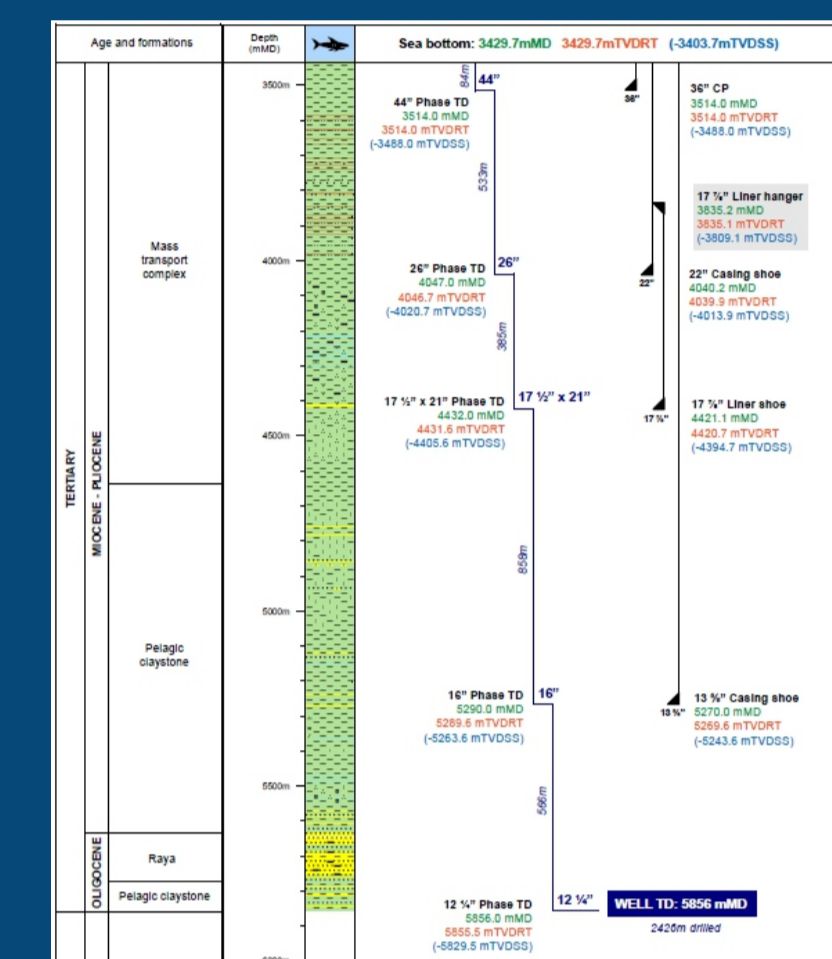 Age and formations
Depth
(mMD)
Sea bottom: 3429.7mMD 3429.7mTVDRT (-3403.7mTVDSS)
3500m
84m
44"
36"
44" Phase TD
3514.0 mMD
3514.0 mTVDRT
(-3488.0 mTVDSS)
36" CP
3514.0 mMD
3514.0 mTVDRT
(-3488.0 mTVDSS)
533m
17 ⅞" Liner hanger
3835.2 mMD
3835.1 mTVDRT
(-3809.1 mTVDSS)
Mass
transport
complex
4000m
26"
26" Phase TD
4047.0 mMD
4046.7 mTVDRT
(-4020.7 mTVDSS)
22"
22" Casing shoe
4040.2 mMD
4039.9 mTVDRT
(-4013.9 mTVDSS)
385m
17 ½" x 21"
17 ½" x 21" Phase TD
4432.0 mMD
4431.6 mTVDRT
(-4405.6 mTVDSS)
17 ⅞"
17 ⅞" Liner shoe
4421.1 mMD
4420.7 mTVDRT
(-4394.7 mTVDSS)
4500m
TERTIARY
MIOCENE - PLIOCENE
858m
5000m
Pelagic
claystone
16"
16" Phase TD
5290.0 mMD
5289.6 mTVDRT
(-5263.6 mTVDSS)
13 ⅝"
13 ⅝" Casing shoe
5270.0 mMD
5269.6 mTVDRT
(-5243.6 mTVDSS)
5500m
566m
OLIGOCENE
Raya
Pelagic claystone
12 ¼"
12 ¼" Phase TD
5856.0 mMD
5855.5 mTVDRT
(-5829.5 mTVDSS)
WELL TD: 5856 mMD
2426m drilled